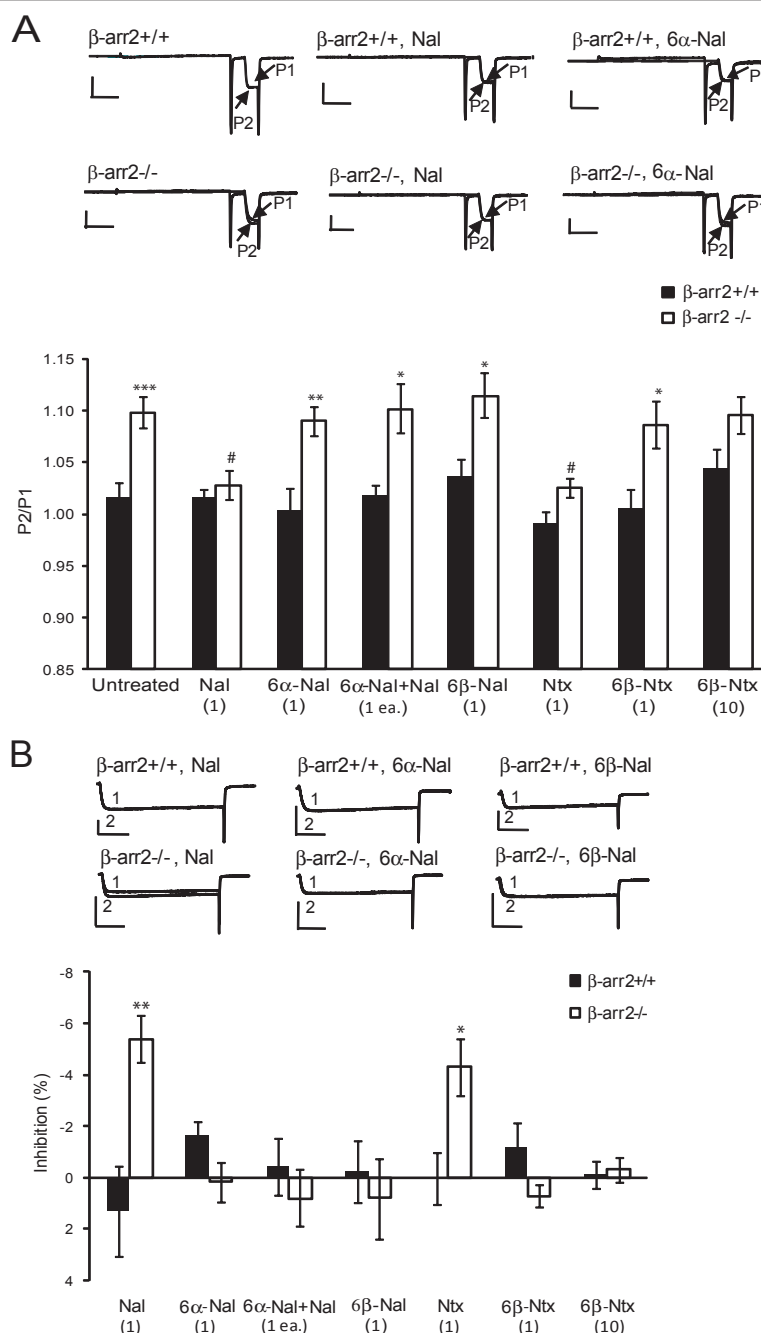 A
β-arr2+/+
β-arr2+/+, Nal
β-arr2+/+, 6α-Nal
P1
P2
P1
P2
P1
P2
β-arr2-/-
β-arr2-/-, Nal
β-arr2-/-, 6α-Nal
P1
P2
P1
P2
P1
P2
β-arr2+/+
β-arr2 -/-
1.15
1.10
1.05
1.00
0.95
0.90
0.85
P2/P1
***
#
**
*
*
#
*
Untreated Nal 6α-Nal 6α-Nal+Nal 6β-Nal Ntx 6β-Ntx 6β-Ntx
(1) (1) (1 ea.) (1) (1) (1) (10)
B
β-arr2+/+, Nal
β-arr2+/+, 6α-Nal
β-arr2+/+, 6β-Nal
1
2
1
2
1
2
β-arr2-/-, Nal
β-arr2-/-, 6α-Nal
β-arr2-/-, 6β-Nal
1
2
1
2
1
2
β-arr2+/+
β-arr2-/-
-8
-6
-4
-2
0
2
4
Inhibition (%)
**
*
Nal 6α-Nal 6α-Nal+Nal 6β-Nal Ntx 6β-Ntx 6β-Ntx
(1) (1) (1 ea.) (1) (1) (1) (10)